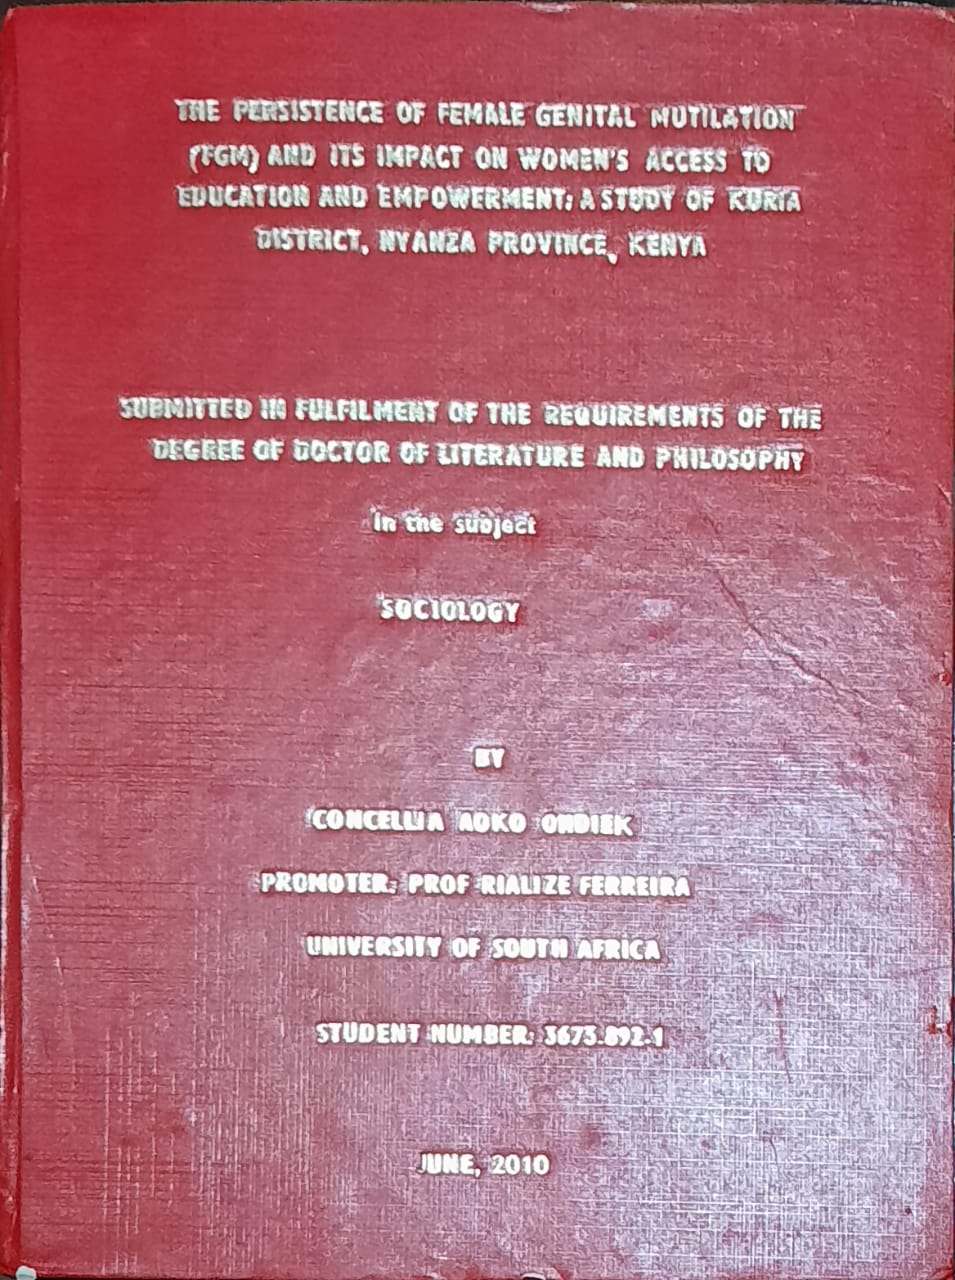 THE PERSISTENCE OF FEMALE GENITAL MUTILATION
(FGM) AND ITS IMPACT ON WOMEN'S ACCESS TO
EDUCATION AND EMPOWERMENT: A STUDY OF KURIA
DISTRICT, NYANZA PROVINCE, KENYA
SUBMITTED IN FULFILMENT OF THE REQUIREMENTS OF THE
DEGREE OF DOCTOR OF LITERATURE AND PHILOSOPHY
In the subject
SOCIOLOGY
BY
CONCELLIA AOKO ONDIEK
PROMOTER: PROF RIALIZE FERREIRA
UNIVERSITY OF SOUTH AFRICA
STUDENT NUMBER: 3673-892-1
JUNE, 2010